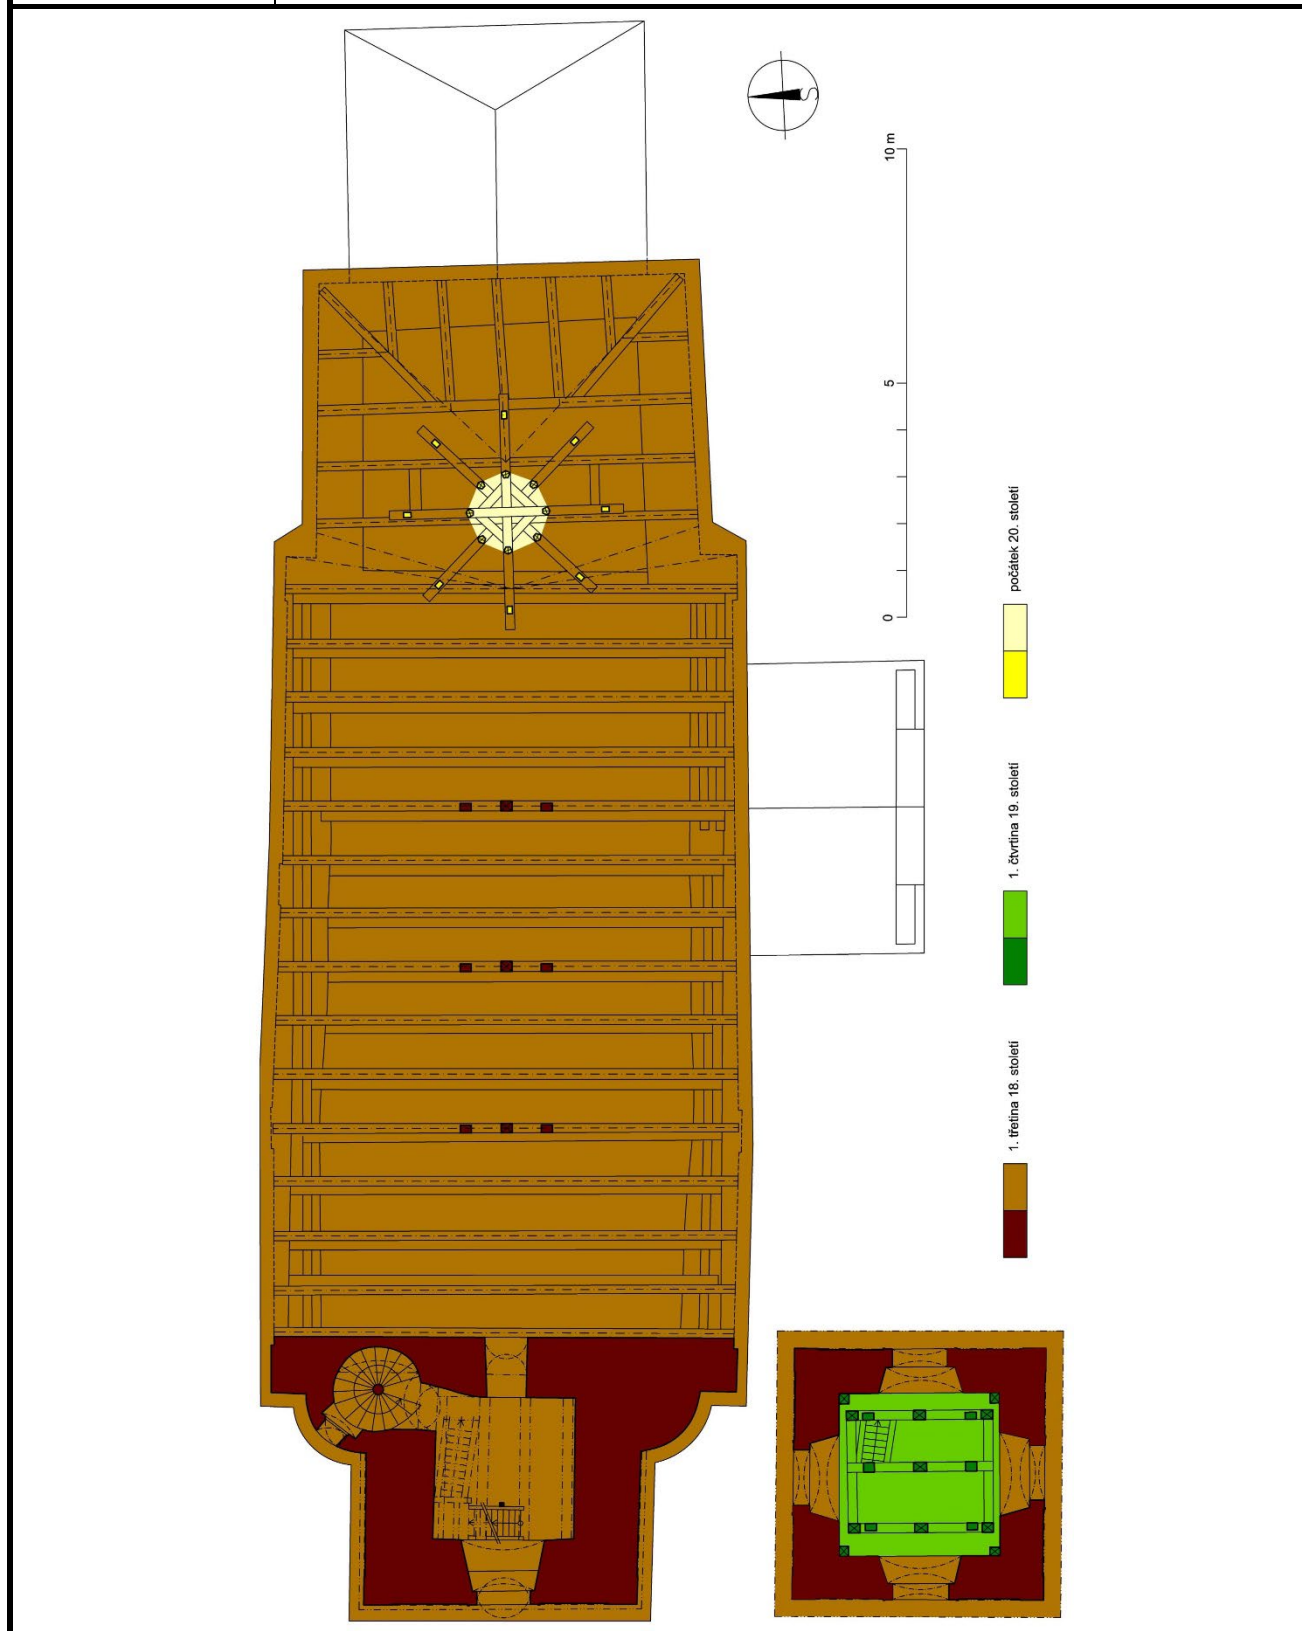 S
10 m
5
0
počátek 20. století
1. čtvrtina 19. století
1. třetina 18. století